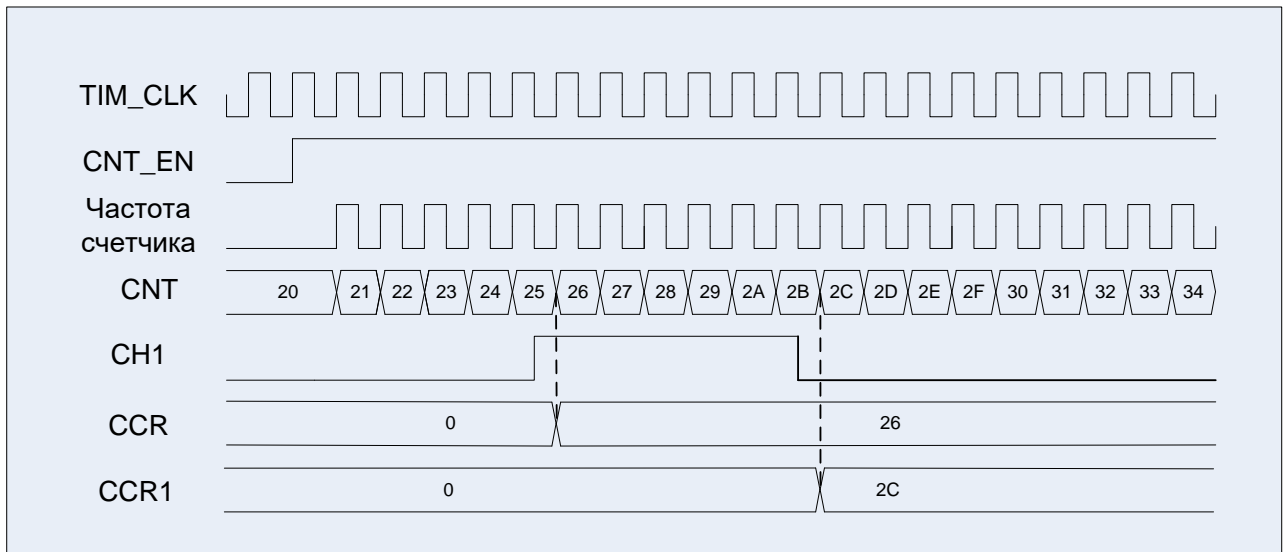 TIM_CLK
CNT_EN
Частота
счетчика
CNT
20 21 22 23 24 25 26 27 28 29 2A 2B 2C 2D 2E 2F 30 31 32 33 34
CH1
CCR
0 26
CCR1
0 2C